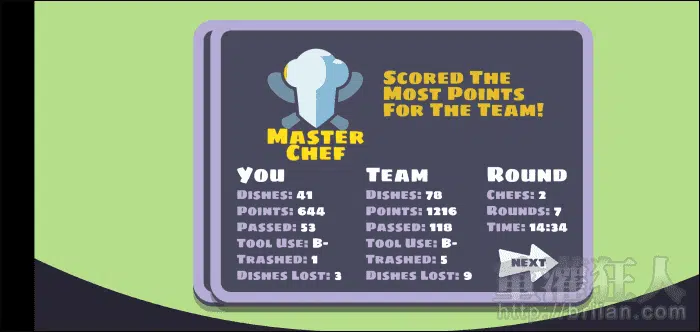 Scored The
Most Points
For The Team!
Master
Chef
You
Dishes: 41
Points: 644
Passed: 53
Tool Use: B-
Trashed: 1
Dishes Lost: 3
Team
Dishes: 78
Points: 1216
Passed: 118
Tool Use: B-
Trashed: 5
Dishes Lost: 9
Round
Chefs: 2
Rounds: 7
Time: 14:34
Next
重灌狂人
http://briian.com